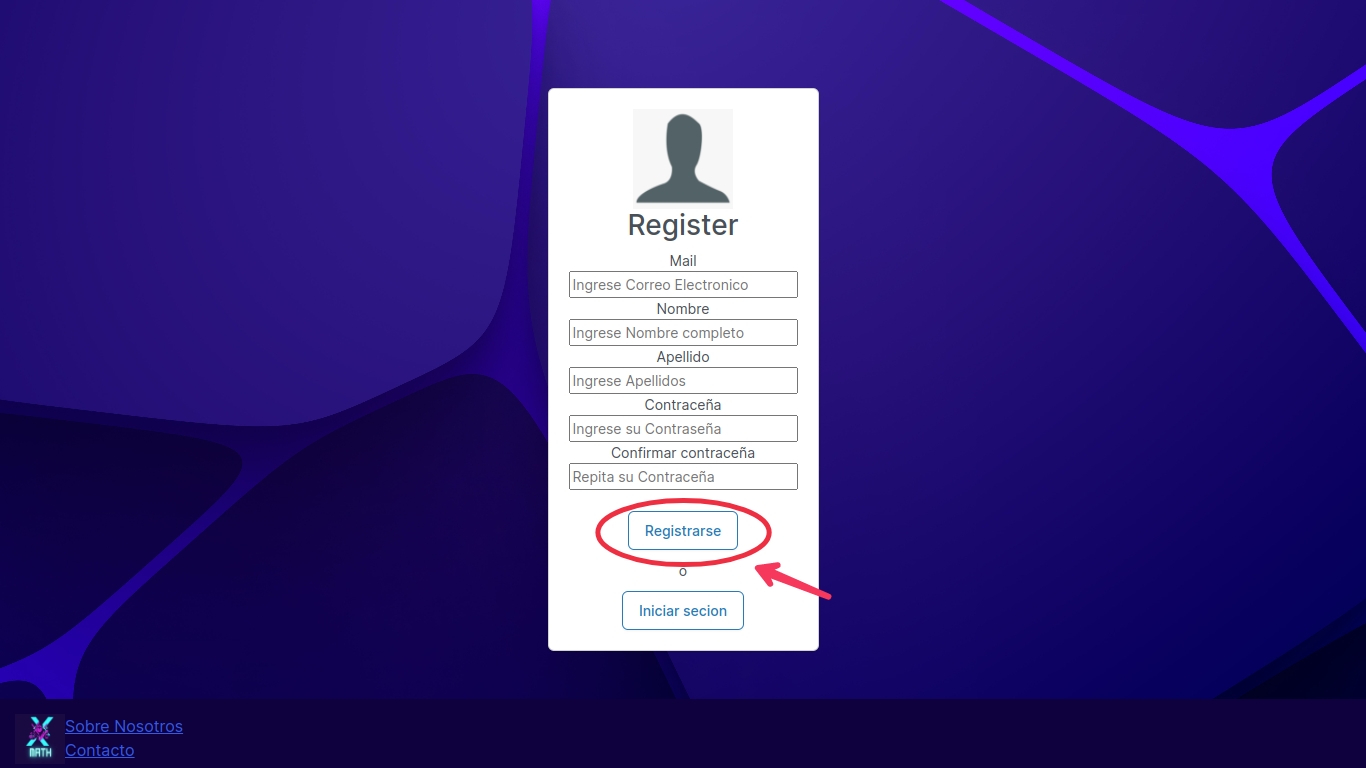 Register
Mail
Ingrese Correo Electronico
Nombre
Ingrese Nombre completo
Apellido
Ingrese Apellidos
Contraceña
Ingrese su Contraseña
Confirmar contraceña
Repita su Contraceña
Registrarse
o
Iniciar secion
X
MATH
Sobre Nosotros
Contacto